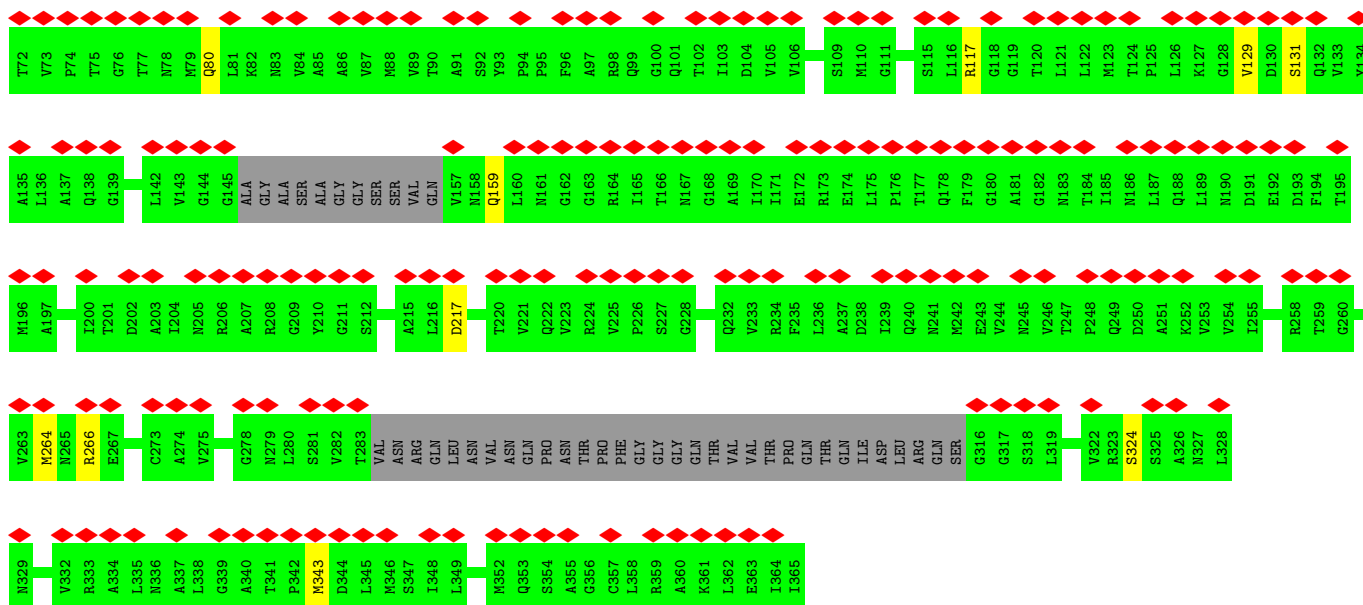 T72 V73 P74 T75 G76 T77 N78 M79 Q80 L81 K82 N83 V84 A85 A86 V87 M88 V89 T90 A91 S92 Y93 P94 P95 F96 A97 R98 Q99 G100 Q101 T102 I103 D104 V105 V106 S109 M110 G111 S115 L116 R117 G118 G119 T120 L121 L122 M123 T124 P125 L126 K127 G128 V129 D130 S131 Q132 V133 Y134
A135 L136 A137 Q138 G139 L142 V143 G144 G145 ALA GLY ALA SER ALA GLY GLY SER SER VAL GLN V157 N158 Q159 L160 N161 G162 G163 R164 I165 T166 N167 G168 A169 I170 I171 E172 R173 E174 L175 P176 T177 Q178 F179 G180 A181 G182 N183 T184 I185 N186 L187 Q188 L189 N190 D191 E192 D193 F194 T195
M196 A197 I200 T201 D202 A203 I204 N205 R206 A207 R208 G209 Y210 G211 S212 A215 L216 D217 T220 V221 Q222 V223 R224 V225 P226 S227 G228 Q232 V233 R234 F235 L236 A237 D238 I239 Q240 N241 M242 E243 V244 N245 V246 T247 P248 Q249 D250 A251 K252 V253 V254 I255 R258 T259 G260
V263 M264 N265 R266 E267 C273 A274 V275 G278 N279 L280 S281 V282 T283 VAL ASN ARG GLN LEU ASN VAL ASN GLN PRO ASN THR PRO PHE GLY GLY GLY GLN THR VAL VAL THR PRO GLN THR GLN ILE ASP LEU ARG GLN SER G316 G317 S318 L319 V322 R323 S324 S325 A326 N327 L328
N329 V332 R333 A334 L335 N336 A337 L338 G339 A340 T341 P342 M343 D344 L345 M346 S347 I348 L349 M352 Q353 S354 A355 G356 C357 L358 R359 A360 K361 L362 E363 I364 I365